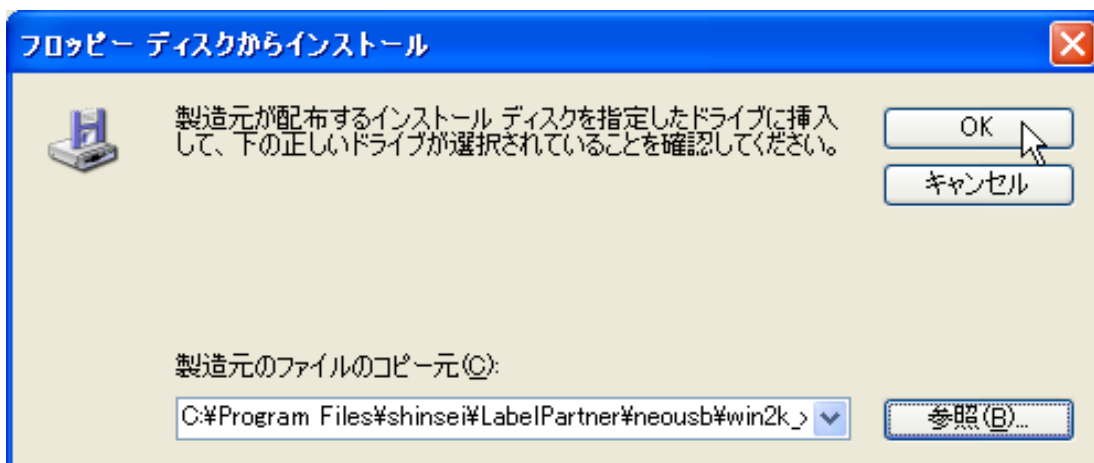 フロッピー ディスクからインストール
製造元が配布するインストール ディスクを指定したドライブに挿入
して、下の正しいドライブが選択されていることを確認してください。
OK
キャンセル
製造元のファイルのコピー元(C):
C:¥Program Files¥shinsei¥LabelPartner¥neousb¥win2k_
参照(B)...